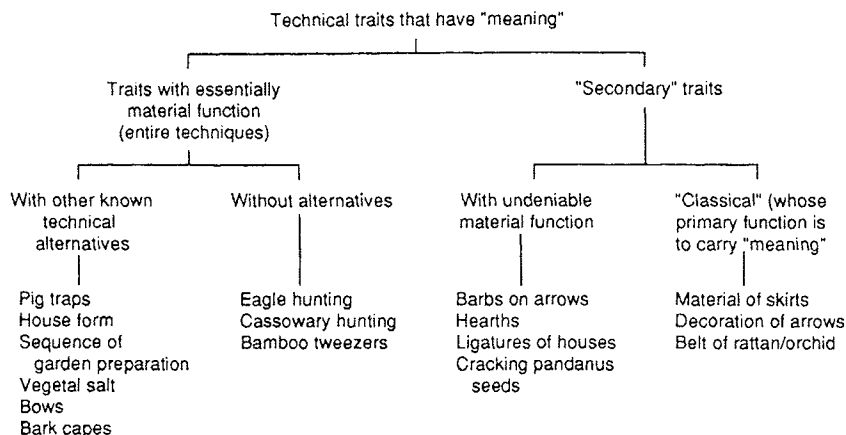 Technical traits that have "meaning"
Traits with essentially
material function
(entire techniques)
"Secondary" traits
With other known
technical
alternatives
Without alternatives
With undeniable
material function
"Classical" (whose
primary function is
to carry "meaning"
Pig traps
House form
Sequence of
garden preparation
Vegetal salt
Bows
Bark capes
Eagle hunting
Cassowary hunting
Bamboo tweezers
Barbs on arrows
Hearths
Ligatures of houses
Cracking pandanus
seeds
Material of skirts
Decoration of arrows
Belt of rattan/orchid